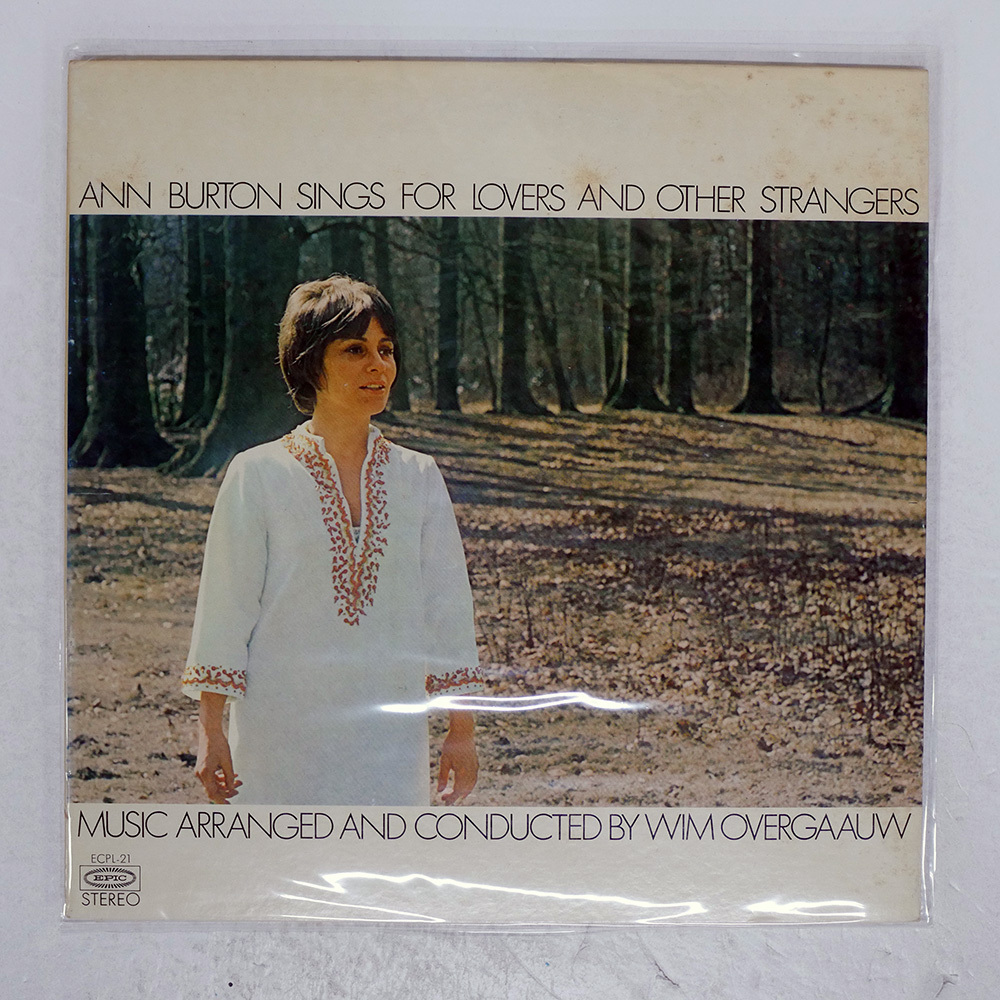 ANN BURTON SINGS FOR LOVERS AND OTHER STRANGERS
MUSIC ARRANGED AND CONDUCTED BY WIM OVERGAAUW
ECPL-21
EPIC
STEREO